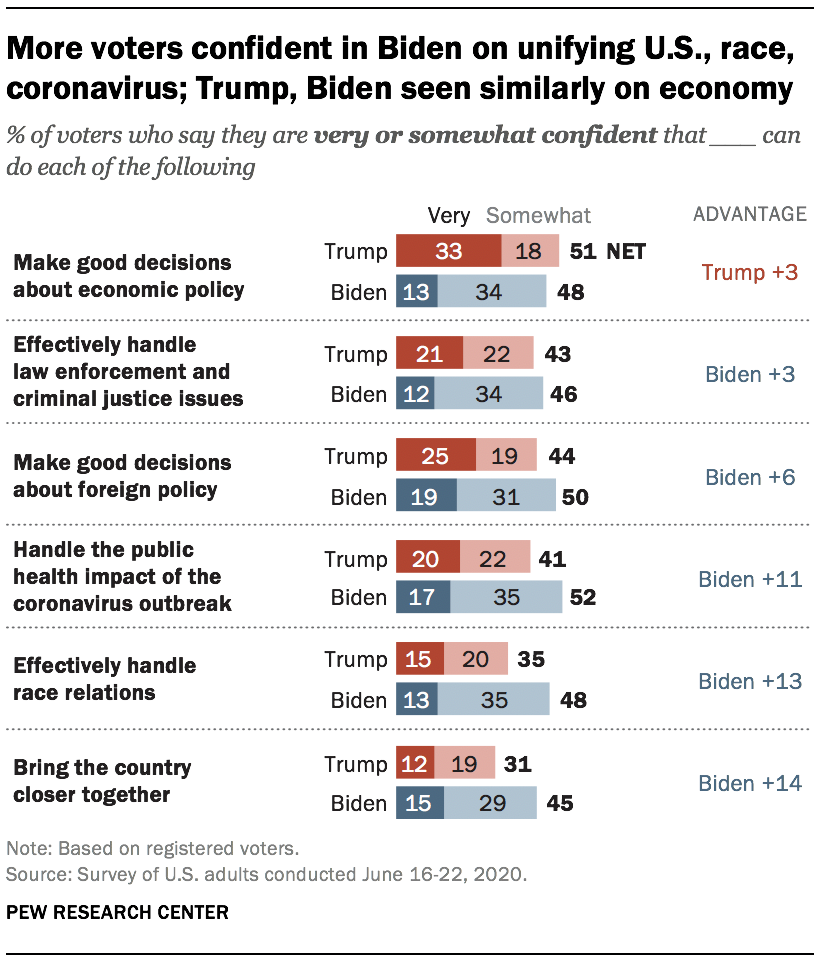 More voters confident in Biden on unifying U.S., race,
coronavirus; Trump, Biden seen similarly on economy
% of voters who say they are very or somewhat confident that ___ can
do each of the following
Very Somewhat ADVANTAGE
Make good decisions
about economic policy
Trump 33 18 51 NET
Biden 13 34 48
Trump +3
Effectively handle
law enforcement and
criminal justice issues
Trump 21 22 43
Biden 12 34 46
Biden +3
Make good decisions
about foreign policy
Trump 25 19 44
Biden 19 31 50
Biden +6
Handle the public
health impact of the
coronavirus outbreak
Trump 20 22 41
Biden 17 35 52
Biden +11
Effectively handle
race relations
Trump 15 20 35
Biden 13 35 48
Biden +13
Bring the country
closer together
Trump 12 19 31
Biden 15 29 45
Biden +14
Note: Based on registered voters.
Source: Survey of U.S. adults conducted June 16-22, 2020.
PEW RESEARCH CENTER